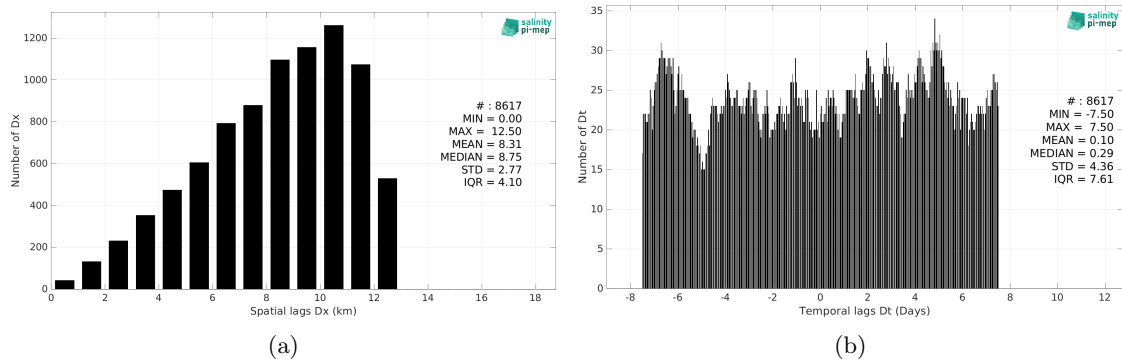 salinity
pi-mep
1200
1000
800
600
400
200
0
Number of Dx
# : 8617
MIN = 0.00
MAX = 12.50
MEAN = 8.31
MEDIAN = 8.75
STD = 2.77
IQR = 4.10
0 2 4 6 8 10 12 14 16 18
Spatial lags Dx (km)
(a)
salinity
pi-mep
35
30
25
20
15
10
5
0
Number of Dt
# : 8617
MIN = -7.50
MAX = 7.50
MEAN = 0.10
MEDIAN = 0.29
STD = 4.36
IQR = 7.61
-8 -6 -4 -2 0 2 4 6 8 10 12
Temporal lags Dt (Days)
(b)